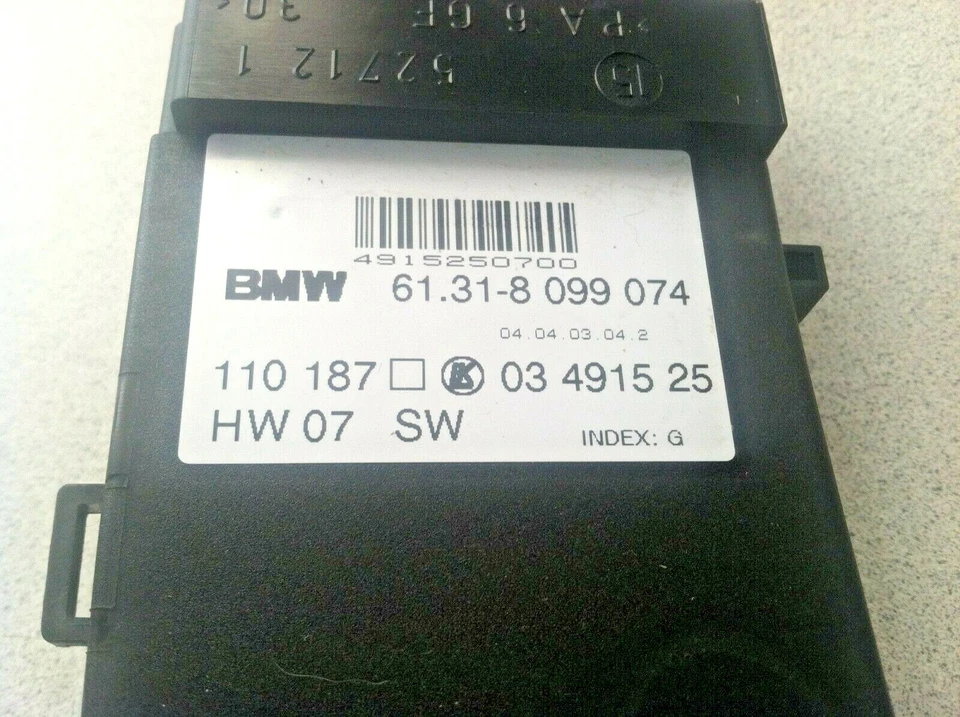 *PA 6 GF 30<
15 52712 1
4915250700
BMW 61.31-8 099 074
04.04.03.04.2
110 187 □ K 03 4915 25
HW 07 SW
INDEX: G